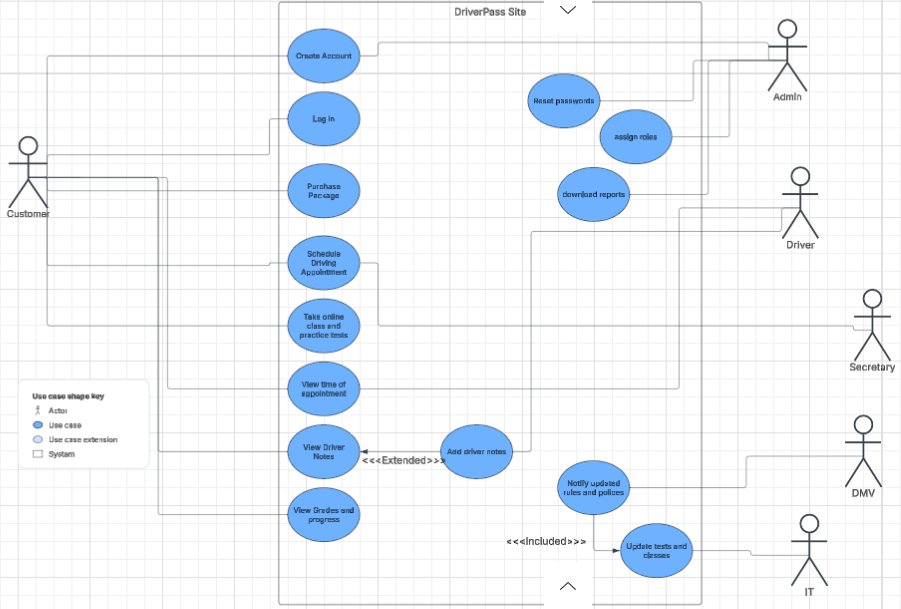 DriverPass Site
Create Account
Admin
Reset passwords
Log in
assign roles
Purchase
Package
download reports
Customer
Driver
Schedule
Driving
Appointment
Take online
class and
practice tests
Secretary
View time of
appointment
Use case shape key
Actor
Use case
Use case extension
System
View Driver
Notes
<<<Extended>>>
Add driver notes
Notify updated
rules and polices
DMV
View Grades and
progress
<<<Included>>>
Update tests and
classes
IT